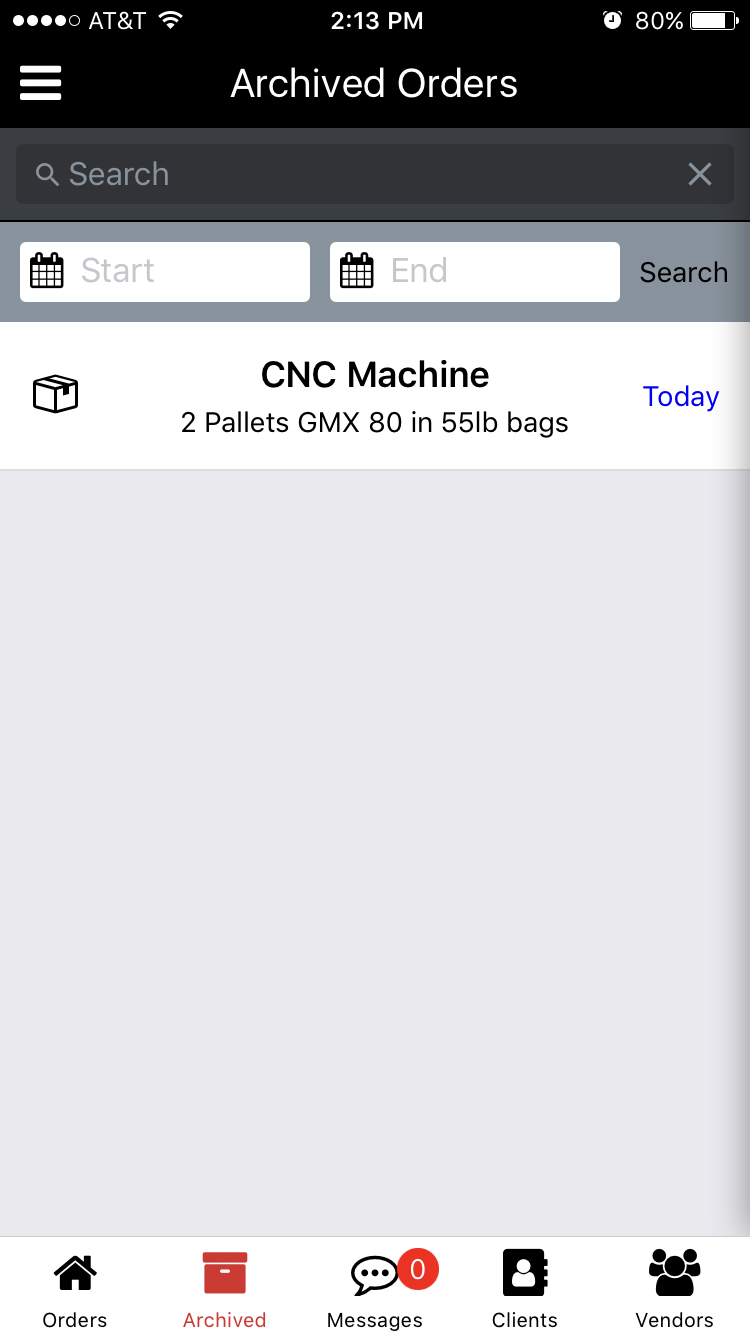 AT&T 2:13 PM 80%
Archived Orders
Search
Start End Search
CNC Machine
2 Pallets GMX 80 in 55lb bags
Today
0
Orders Archived Messages Clients Vendors